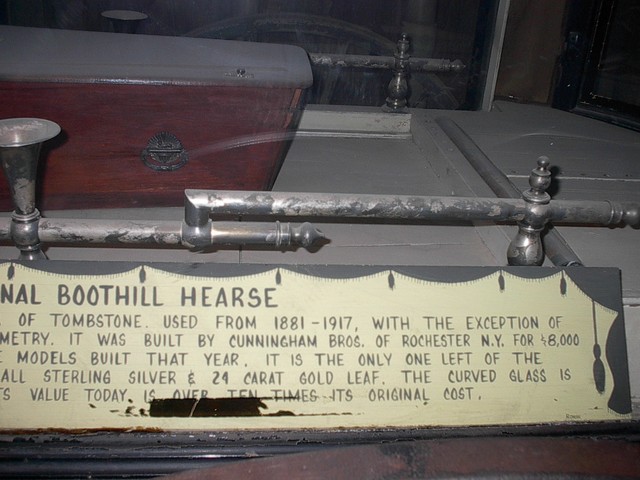 NAL BOOTHILL HEARSE
. OF TOMBSTONE. USED FROM 1881-1917, WITH THE EXCEPTION OF
METRY. IT WAS BUILT BY CUNNINGHAM BROS. OF ROCHESTER N.Y. FOR $8,000
E MODELS BUILT THAT YEAR, IT IS THE ONLY ONE LEFT OF THE
ALL STERLING SILVER & 24 CARAT GOLD LEAF. THE CURVED GLASS IS
TS VALUE TODAY IS OVER TEN TIMES ITS ORIGINAL COST.